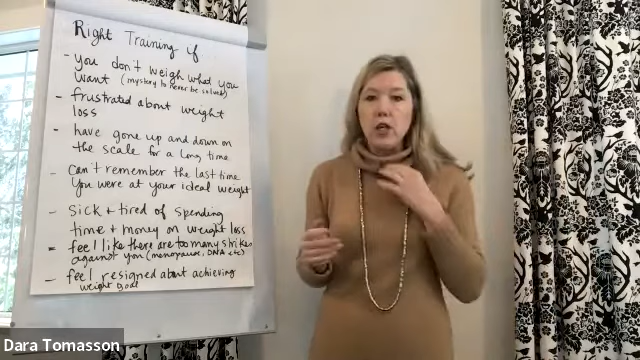 Right Training if
- you don't weigh what you
want (mystery to never be solved)
- frustrated about weight
loss
- have gone up and down on
the scale for a long time
- can't remember the last time
you were at your ideal weight
- Sick + tired of spending
time + money on weight loss
- feel like there are too many strikes
against you (menopause, DNA etc)
- feel resigned about achieving
weight goal
Dara Tomasson